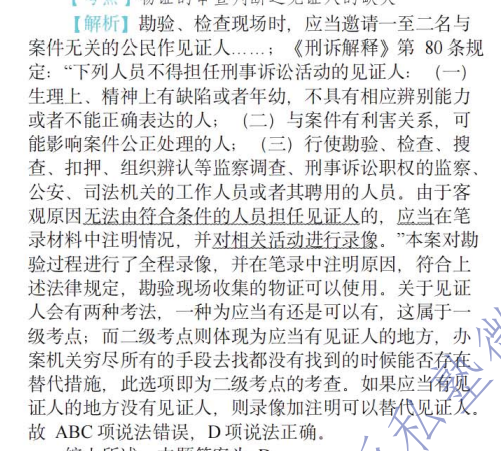 【解析】勘验、检查现场时，应当邀请一至二名与
案件无关的公民作见证人……；《刑诉解释》第 80 条规
定：“下列人员不得担任刑事诉讼活动的见证人：（一）
生理上、精神上有缺陷或者年幼，不具有相应辨别能力
或者不能正确表达的人；（二）与案件有利害关系，可
能影响案件公正处理的人；（三）行使勘验、检查、搜
查、扣押、组织辨认等监察调查、刑事诉讼职权的监察、
公安、司法机关的工作人员或者其聘用的人员。由于客
观原因无法由符合条件的人员担任见证人的，应当在笔
录材料中注明情况，并对相关活动进行录像。”本案对勘
验过程进行了全程录像，并在笔录中注明原因，符合上
述法律规定，勘验现场收集的物证可以使用。关于见证
人会有两种考法，一种为应当有还是可以有，这属于一
级考点；而二级考点则体现为应当有见证人的地方，办
案机关穷尽所有的手段去找都没有找到的时候能否存在
替代措施，此选项即为二级考点的考查。如果应当有见
证人的地方没有见证人，则录像加注明可以替代见证人。
故 ABC 项说法错误，D 项说法正确。
私塾